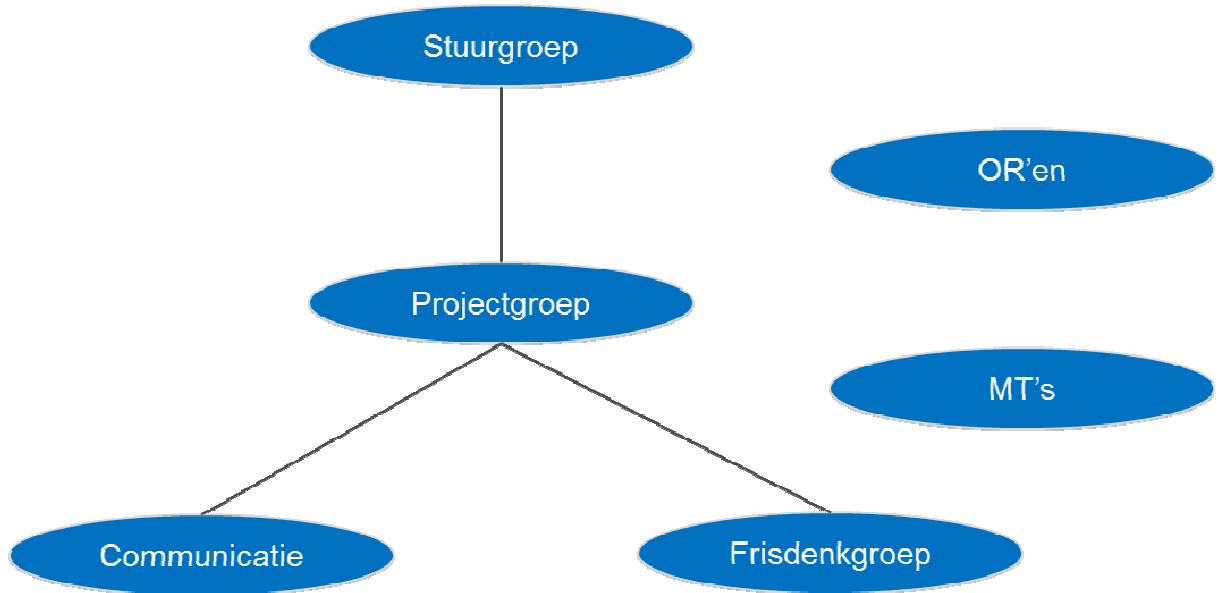 Stuurgroep
OR’en
Projectgroep
MT’s
Communicatie
Frisdenkgroep